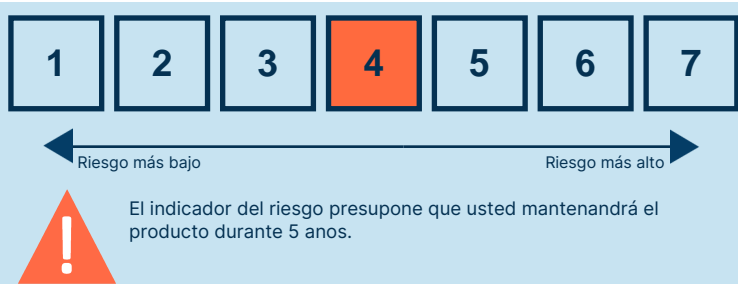 1 2 3 4 5 6 7
Riesgo más bajo Riesgo más alto
El indicador del riesgo presupone que usted mantenandrá el
producto durante 5 anos.
!